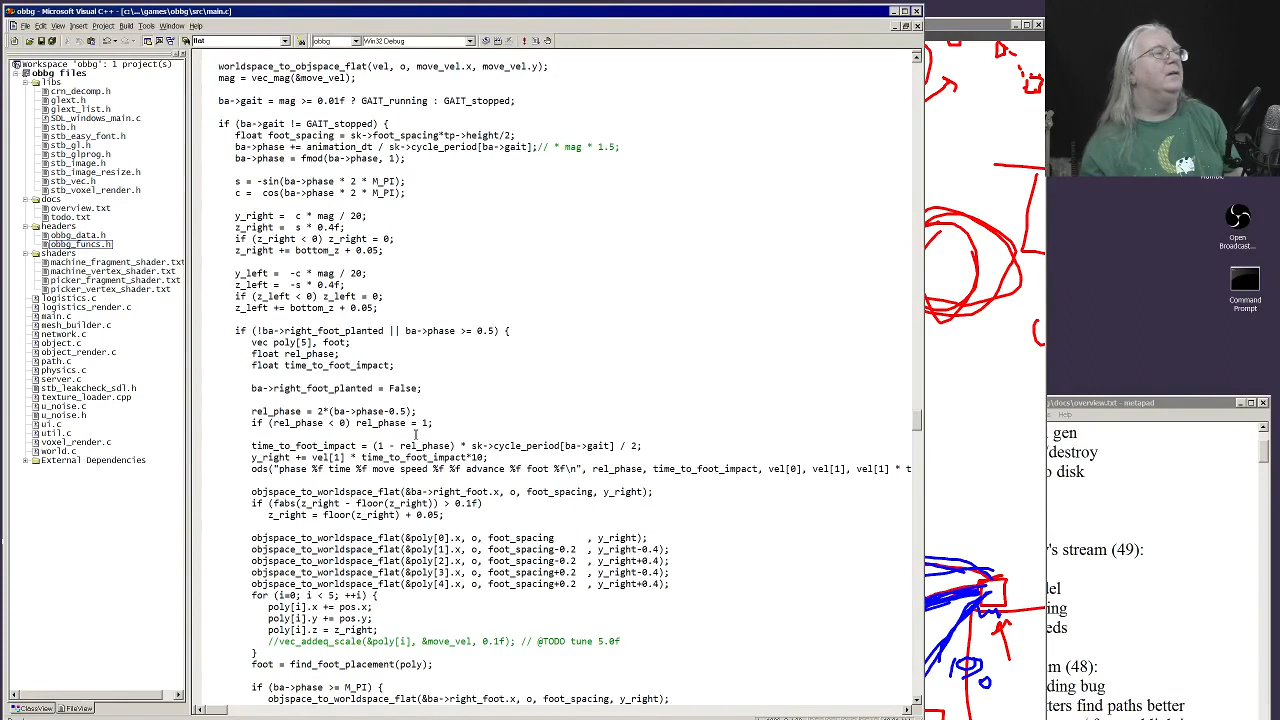 obbg - Microsoft Visual C++ - [c:\...\games\obbg\src\main.c]
File Edit View Insert Project Build Tools Window Help
flat
obbg
Win32 Debug
Workspace "obbg": 1 project(s)
obbg files
libs
crn_decomp.h
glext.h
glext_list.h
SDL_windows_main.c
stb.h
stb_easy_font.h
stb_gl.h
stb_glprog.h
stb_image.h
stb_image_resize.h
stb_vec.h
stb_voxel_render.h
docs
overview.txt
todo.txt
headers
obbg_data.h
obbg_funcs.h
shaders
machine_fragment_shader.txt
machine_vertex_shader.txt
picker_fragment_shader.txt
picker_vertex_shader.txt
logistics.c
logistics_render.c
main.c
mesh_builder.c
network.c
object.c
object_render.c
path.c
physics.c
server.c
stb_leakcheck_sdl.h
texture_loader.cpp
u_noise.c
u_noise.h
ui.c
util.c
voxel_render.c
world.c
External Dependencies
ClassView
FileView
worldspace_to_objspace_flat(vel, o, move_vel.x, move_vel.y);
mag = vec_mag(&move_vel);
ba->gait = mag >= 0.01f ? GAIT_running : GAIT_stopped;
if (ba->gait != GAIT_stopped) {
float foot_spacing = sk->foot_spacing*tp->height/2;
ba->phase += animation_dt / sk->cycle_period[ba->gait];// * mag * 1.5;
ba->phase = fmod(ba->phase, 1);
s = -sin(ba->phase * 2 * M_PI);
c =  cos(ba->phase * 2 * M_PI);
y_right =  c * mag / 20;
z_right =  s * 0.4f;
if (z_right < 0) z_right = 0;
z_right += bottom_z + 0.05;
y_left =  -c * mag / 20;
z_left =  -s * 0.4f;
if (z_left < 0) z_left = 0;
z_left += bottom_z + 0.05;
if (!ba->right_foot_planted || ba->phase >= 0.5) {
vec poly[5], foot;
float rel_phase;
float time_to_foot_impact;
ba->right_foot_planted = False;
rel_phase = 2*(ba->phase-0.5);
if (rel_phase < 0) rel_phase = 1;
time_to_foot_impact = (1 - rel_phase) * sk->cycle_period[ba->gait] / 2;
y_right += vel[1] * time_to_foot_impact*10;
ods("phase %f time %f move speed %f %f advance %f foot %f\n", rel_phase, time_to_foot_impact, vel[0], vel[1], vel[1] * t
objspace_to_worldspace_flat(&ba->right_foot.x, o, foot_spacing, y_right);
if (fabs(z_right - floor(z_right)) > 0.1f)
z_right = floor(z_right) + 0.05;
objspace_to_worldspace_flat(&poly[0].x, o, foot_spacing     , y_right);
objspace_to_worldspace_flat(&poly[1].x, o, foot_spacing-0.2 , y_right-0.4);
objspace_to_worldspace_flat(&poly[2].x, o, foot_spacing-0.2 , y_right+0.4);
objspace_to_worldspace_flat(&poly[3].x, o, foot_spacing+0.2 , y_right-0.4);
objspace_to_worldspace_flat(&poly[4].x, o, foot_spacing+0.2 , y_right+0.4);
for (i=0; i < 5; ++i) {
poly[i].x += pos.x;
poly[i].y += pos.y;
poly[i].z = z_right;
//vec_addeq_scale(&poly[i], &move_vel, 0.1f); // @TODO tune 5.0f
}
foot = find_foot_placement(poly);
if (ba->phase >= M_PI) {
objspace_to_worldspace_flat(&ba->right_foot.x, o, foot_spacing, y_right);
Open
Broadcast...
Command
Prompt
bg\docs\overview.txt - metapad
Help
gen
/destroy
to disk
y's stream (49):
del
ing
eds
m (48):
ding bug
ters find paths better